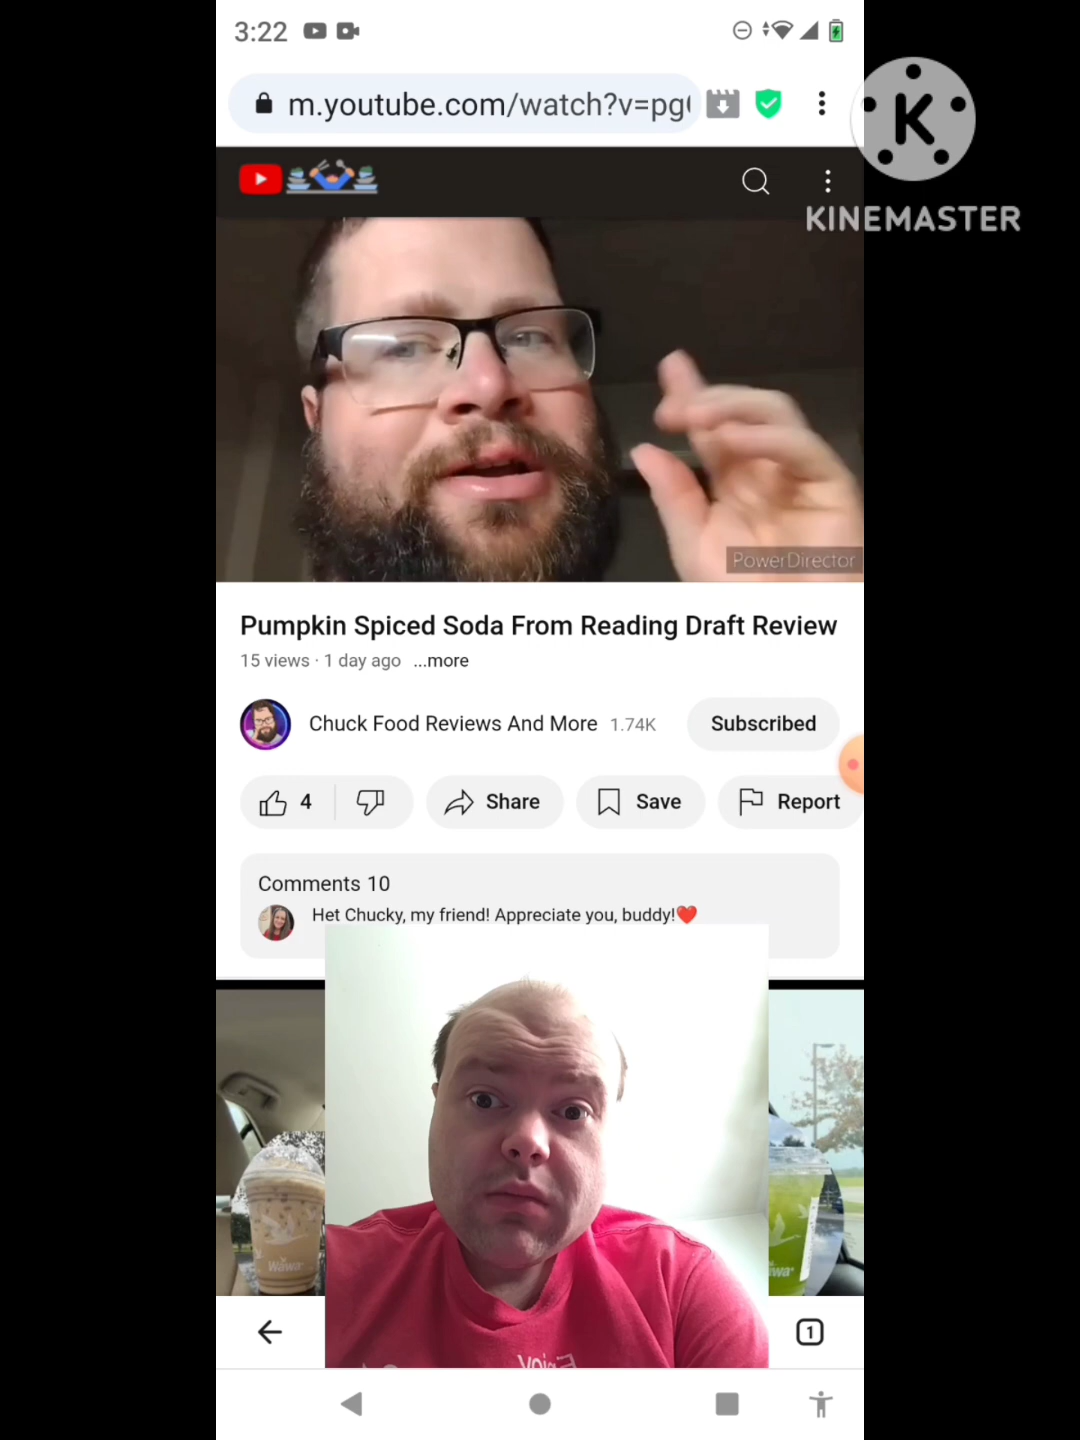 3:22
m.youtube.com/watch?v=pg
K
KINEMASTER
PowerDirector
Pumpkin Spiced Soda From Reading Draft Review
15 views · 1 day ago ...more
Chuck Food Reviews And More 1.74K Subscribed
4 Share Save Report
Comments 10
Het Chucky, my friend! Appreciate you, buddy!❤️
Wawa
Enjoy
1